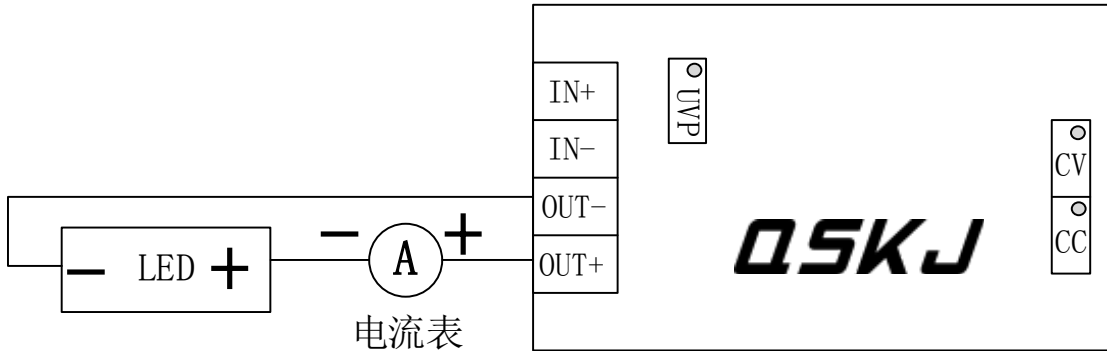 IN+
IN-
OUT-
OUT+
UVP
CV
CC
QSKJ
- LED +
- A +
电流表